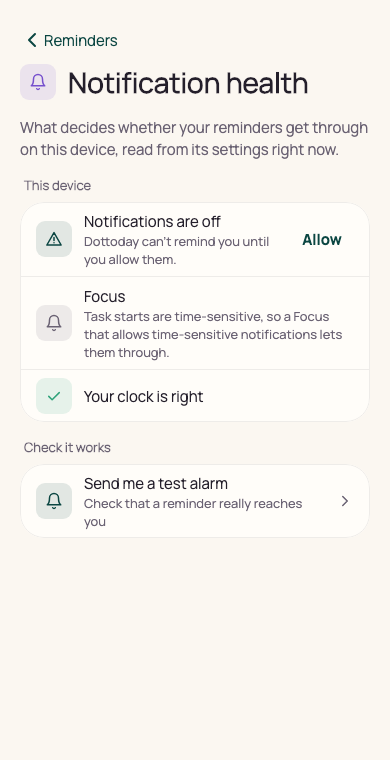 Reminders
Notification health
What decides whether your reminders get through
on this device, read from its settings right now.
This device
Notifications are off
Dottoday can't remind you until
you allow them.
Allow
Focus
Task starts are time-sensitive, so a Focus
that allows time-sensitive notifications lets
them through.
Your clock is right
Check it works
Send me a test alarm
Check that a reminder really reaches
you